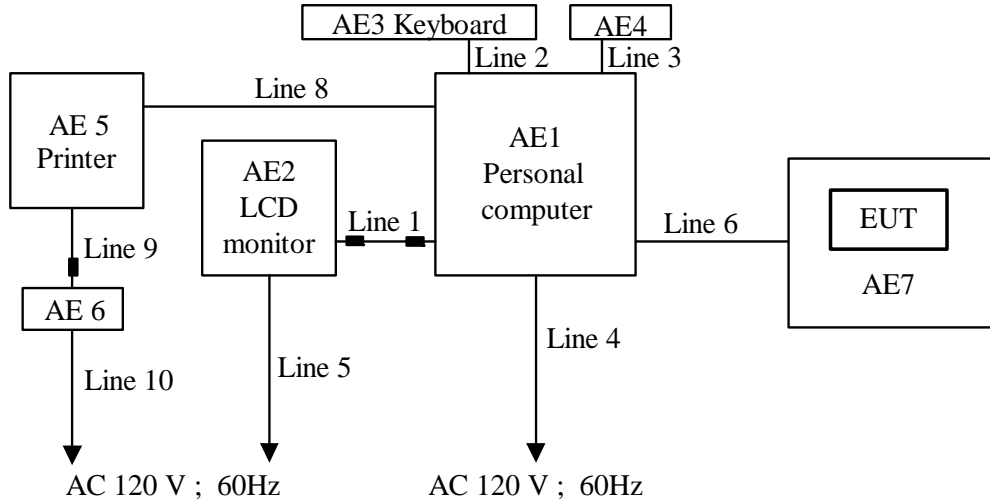 AE3 Keyboard
AE4
Line 2
Line 3
Line 8
AE 5
Printer
AE1
Personal
computer
AE2
LCD
monitor
Line 1
Line 6
EUT
AE7
Line 9
AE 6
Line 4
Line 5
Line 10
AC 120 V ; 60Hz
AC 120 V ; 60Hz